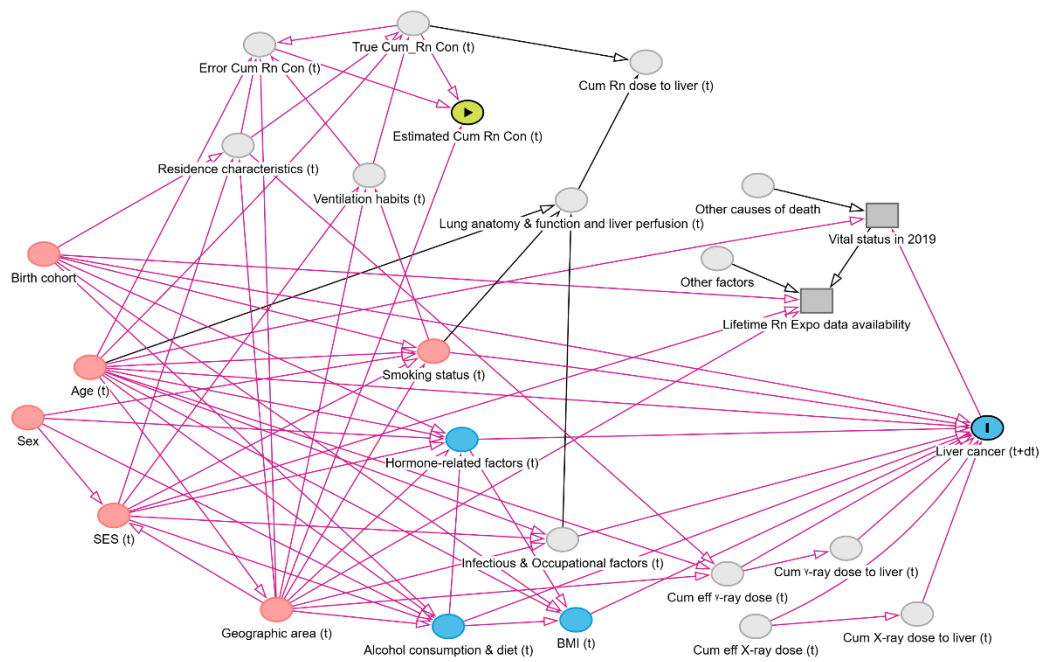 True Cum_Rn Con (t)
Error Cum Rn Con (t)
Cum Rn dose to liver (t)
Estimated Cum Rn Con (t)
Residence characteristics (t)
Ventilation habits (t)
Other causes of death
Lung anatomy & function and liver perfusion (t)
Vital status in 2019
Birth cohort
Other factors
Lifetime Rn Expo data availability
Age (t)
Smoking status (t)
Sex
Hormone-related factors (t)
Liver cancer (t+dt)
SES (t)
Infectious & Occupational factors (t)
Cum γ-ray dose to liver (t)
Cum eff γ-ray dose (t)
Geographic area (t)
Alcohol consumption & diet (t)
BMI (t)
Cum X-ray dose to liver (t)
Cum eff X-ray dose (t)